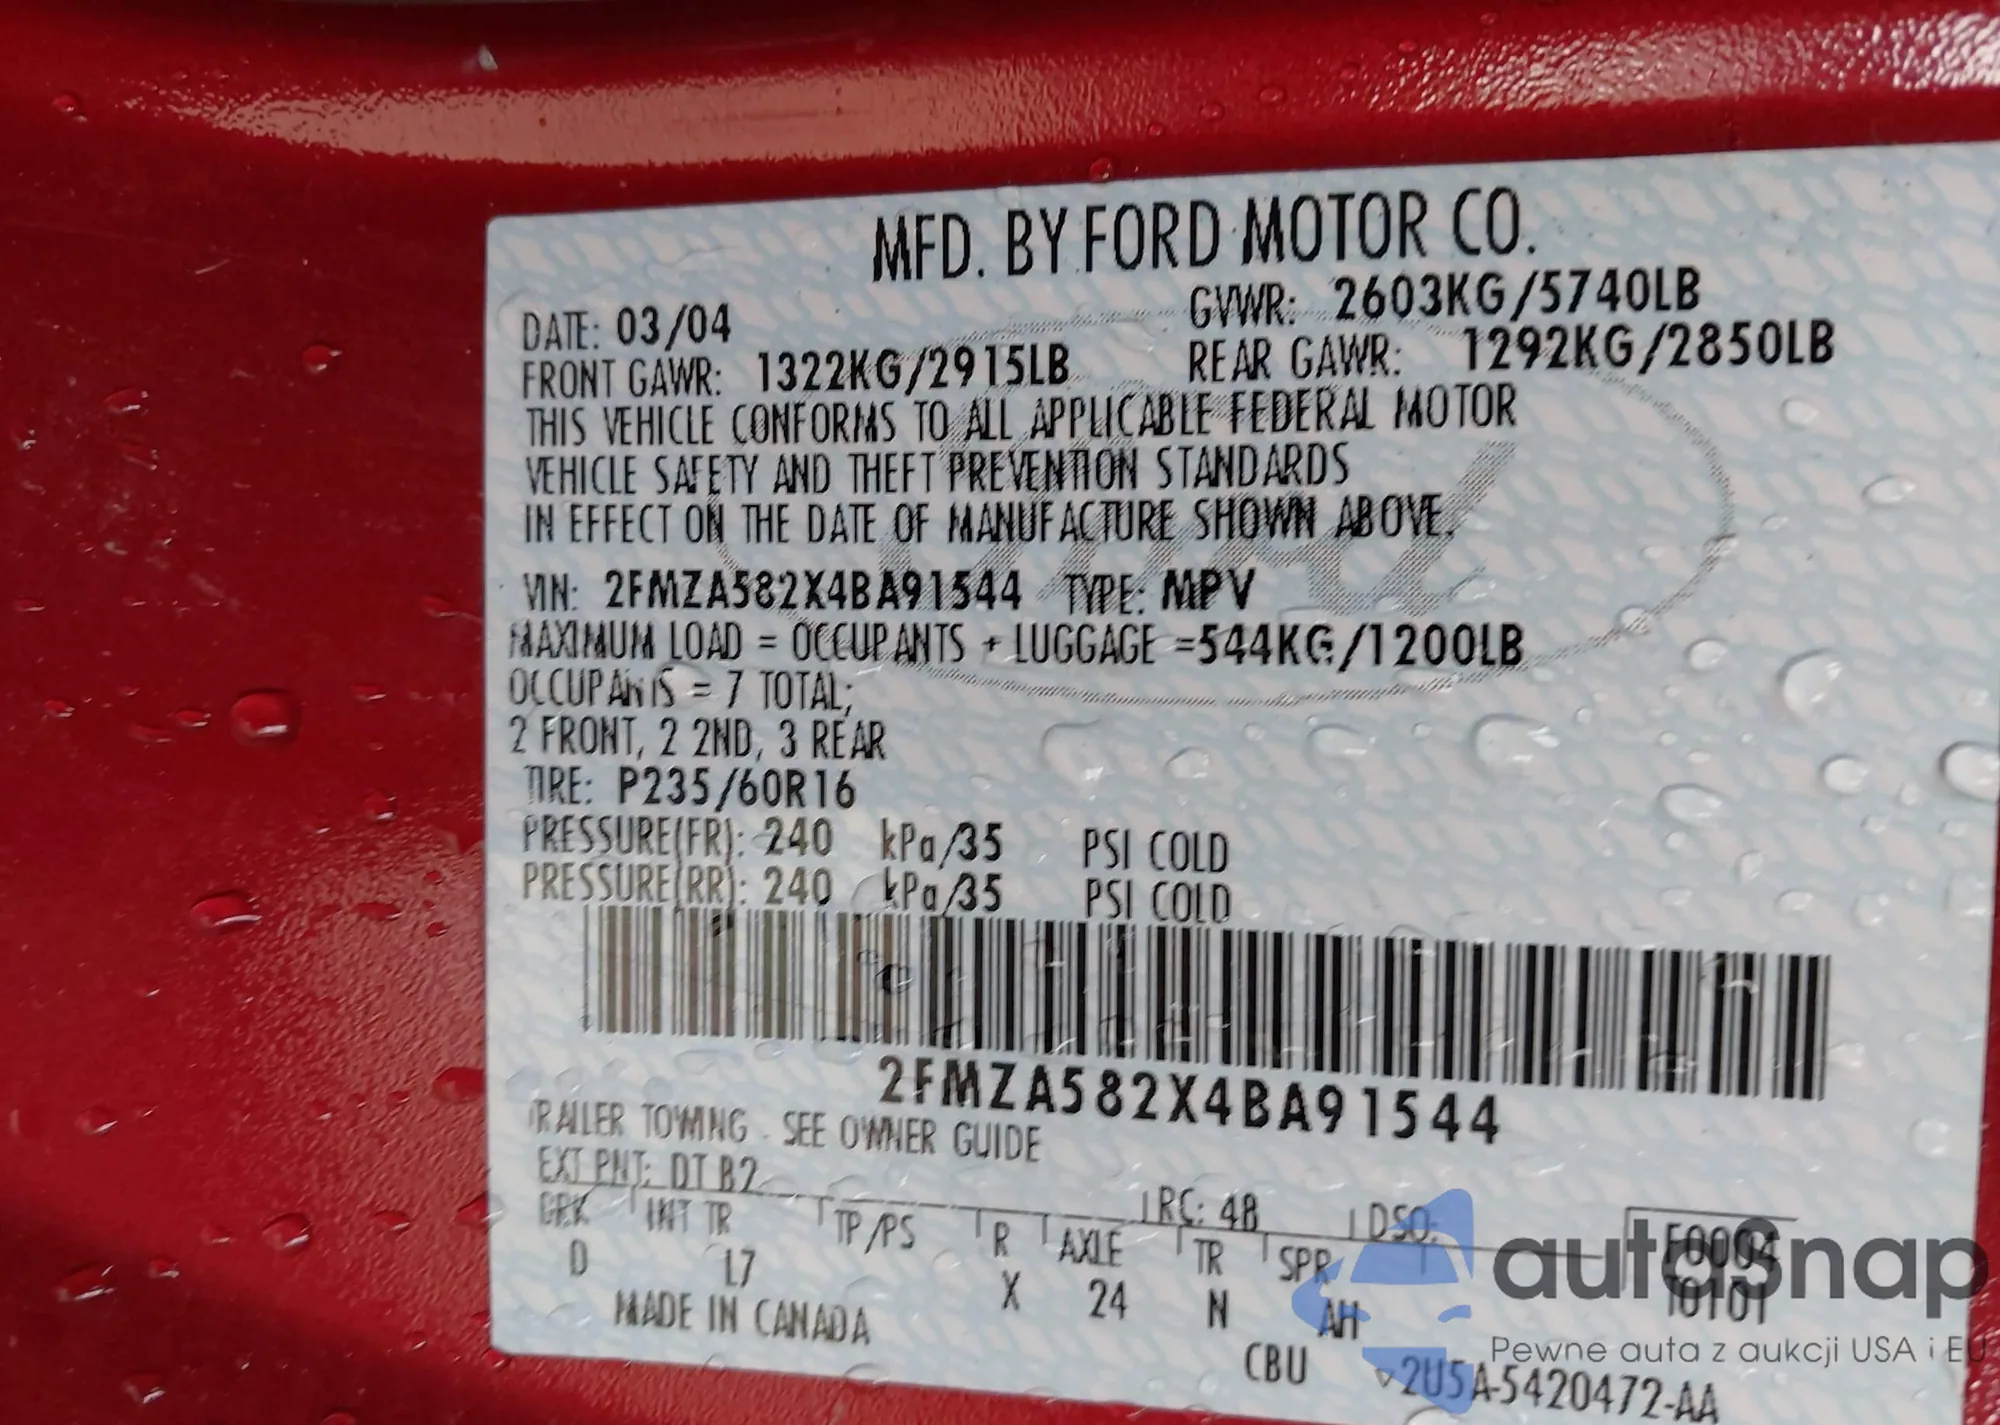 MFD. BY FORD MOTOR CO.
DATE: 03/04 GVWR: 2603KG/5740LB
FRONT GAWR: 1322KG/2915LB REAR GAWR: 1292KG/2850LB
THIS VEHICLE CONFORMS TO ALL APPLICABLE FEDERAL MOTOR
VEHICLE SAFETY AND THEFT PREVENTION STANDARDS
IN EFFECT ON THE DATE OF MANUFACTURE SHOWN ABOVE.
VIN: 2FMZA582X4BA91544 TYPE: MPV
MAXIMUM LOAD = OCCUPANTS + LUGGAGE =544KG/1200LB
OCCUPANTS = 7 TOTAL;
2 FRONT, 2 2ND, 3 REAR
TIRE: P235/60R16
PRESSURE(FR): 240 kPa/35 PSI COLD
PRESSURE(RR): 240 kPa/35 PSI COLD
2FMZA582X4BA91544
TRAILER TOWING - SEE OWNER GUIDE
EXT PNT: DT B2 RC: 48 DSO:
BRK INT TR TP/PS R AXLE TR SPR
D L7 X 24 N AH
MADE IN CANADA
CBU
2U5A-5420472-AA
autaSnap
Pewne auta z aukcji USA i EU